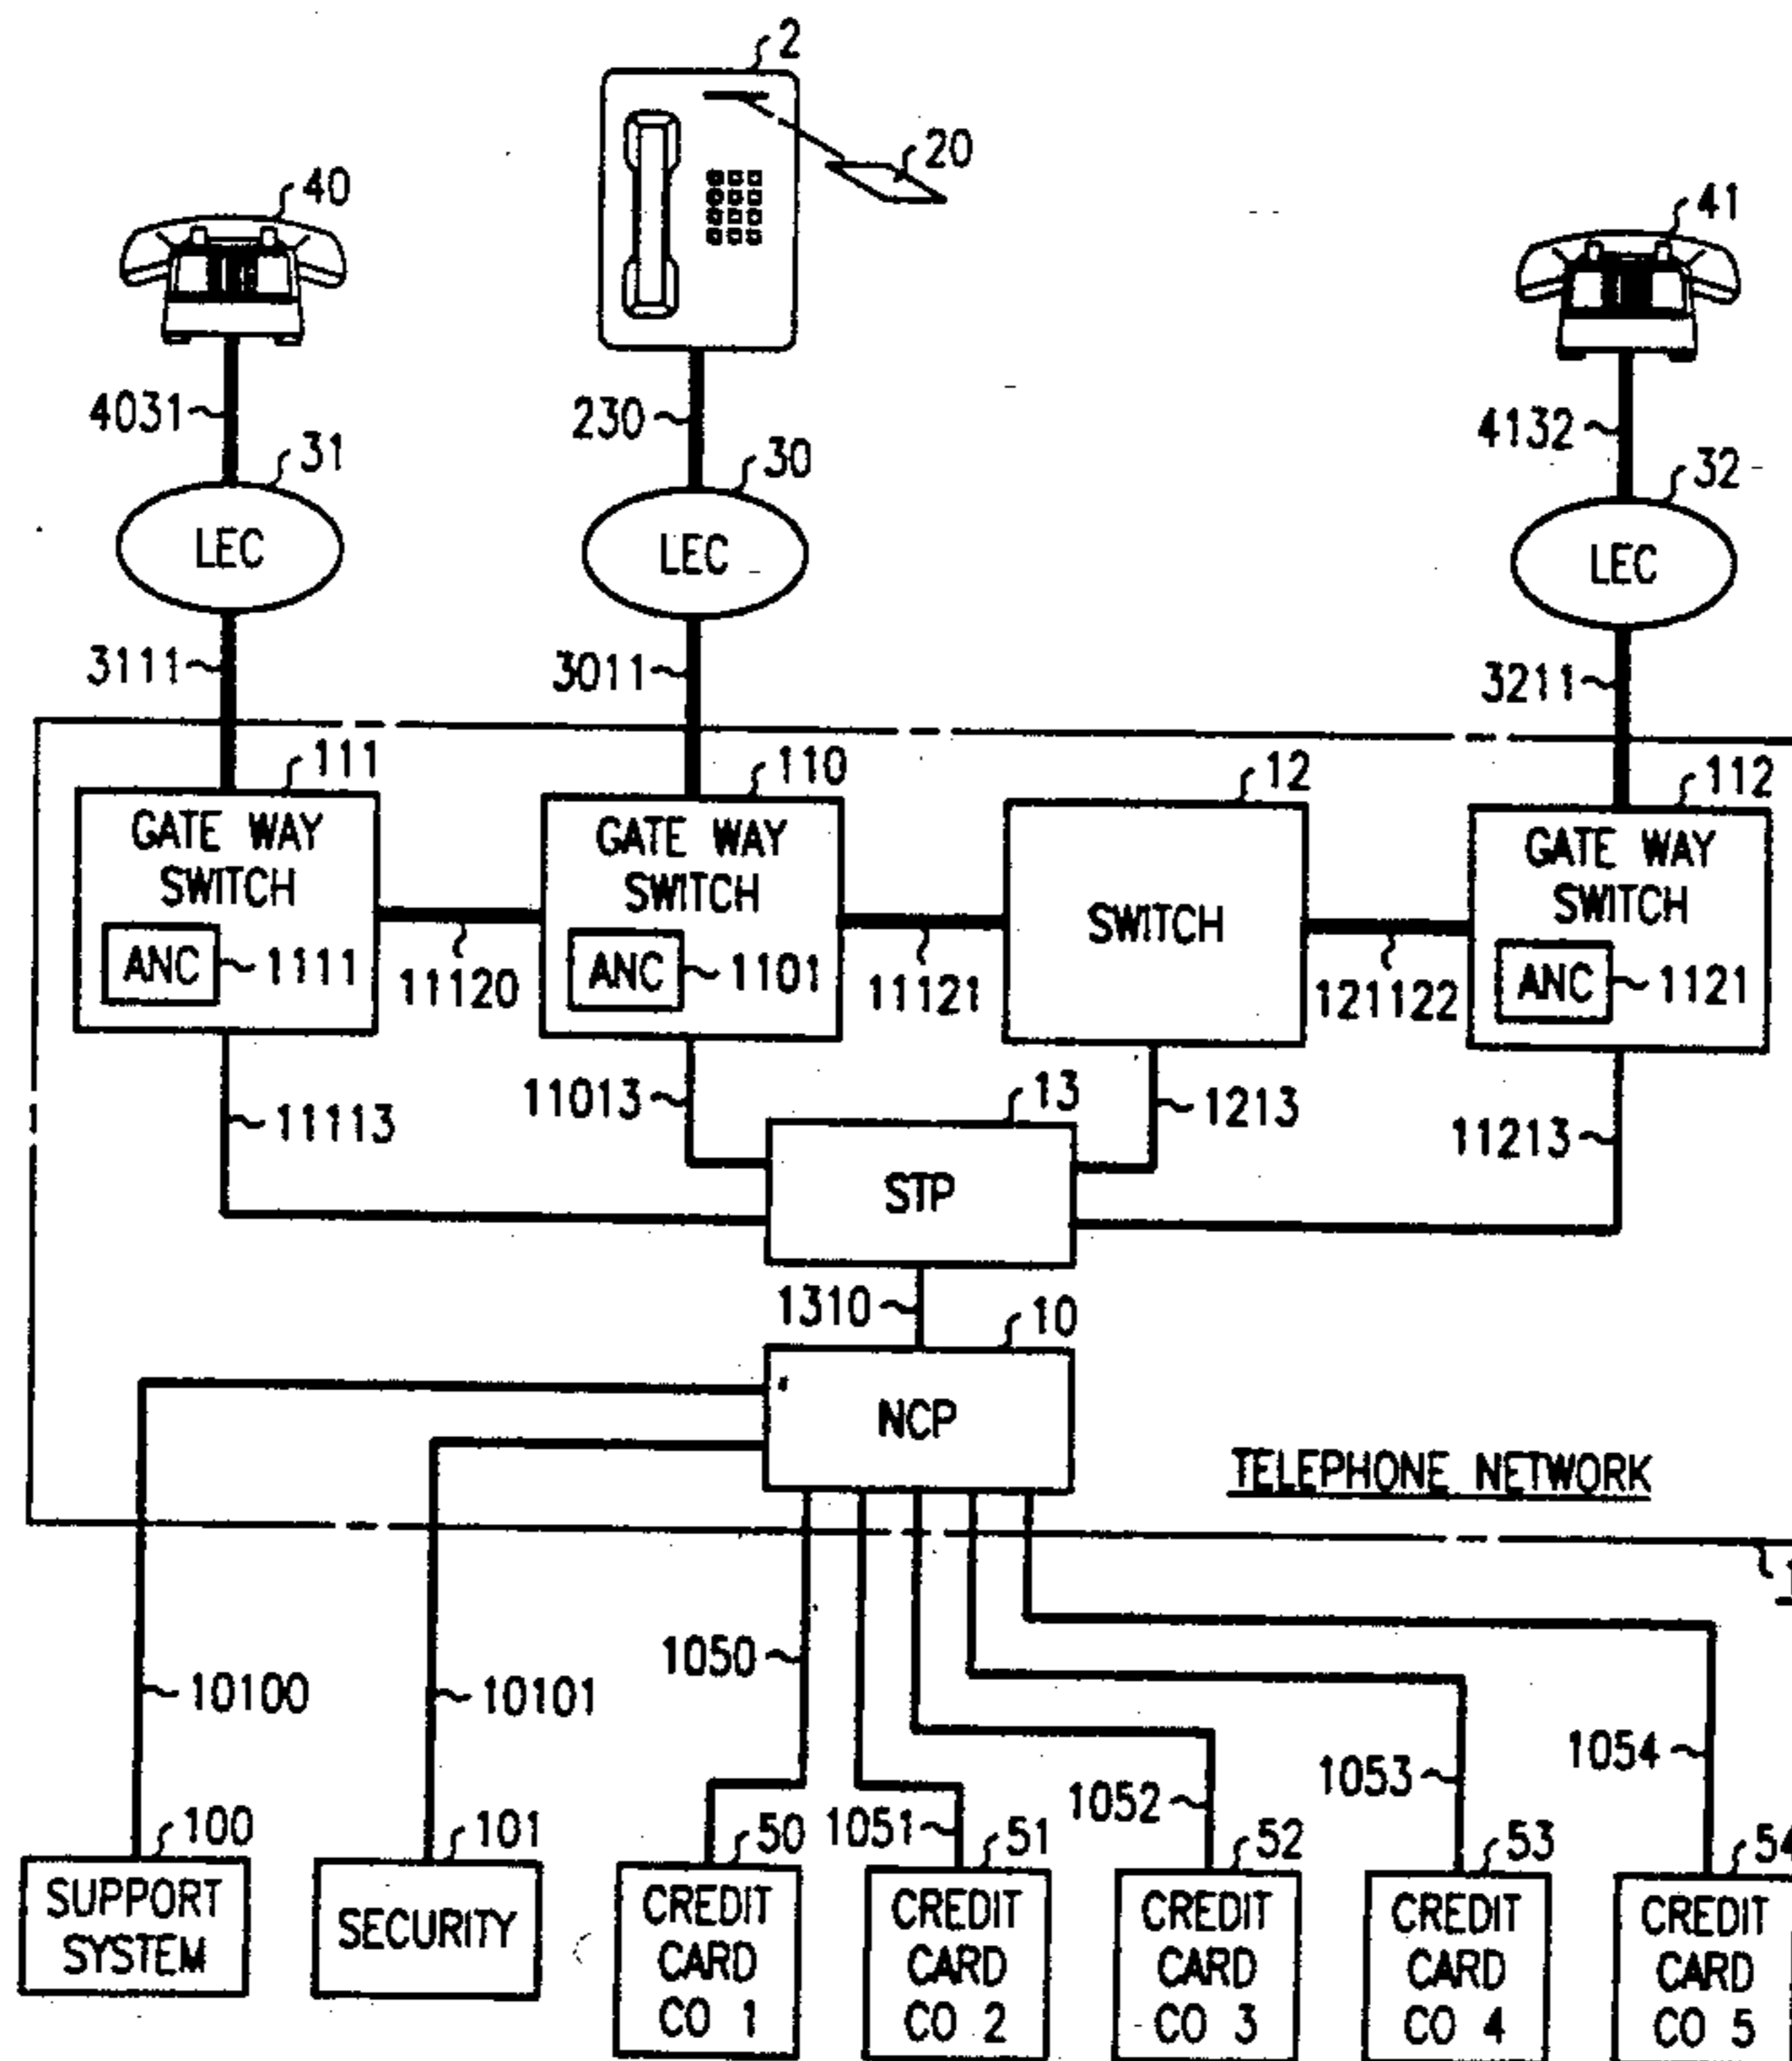 2
20
40
41
4031
230
4132
31
30
32
LEC
LEC
LEC
3111
3011
3211
111
110
12
112
GATE WAY
SWITCH
ANC
1111
GATE WAY
SWITCH
ANC
1101
SWITCH
GATE WAY
SWITCH
ANC
1121
11120
11121
121122
11113
11013
13
1213
11213
STP
1310
10
NCP
TELEPHONE NETWORK
1
10100
10101
1050
1051
1052
1053
1054
100
101
50
51
52
53
54
SUPPORT
SYSTEM
SECURITY
CREDIT
CARD
CO 1
CREDIT
CARD
CO 2
CREDIT
CARD
CO 3
CREDIT
CARD
CO 4
CREDIT
CARD
CO 5